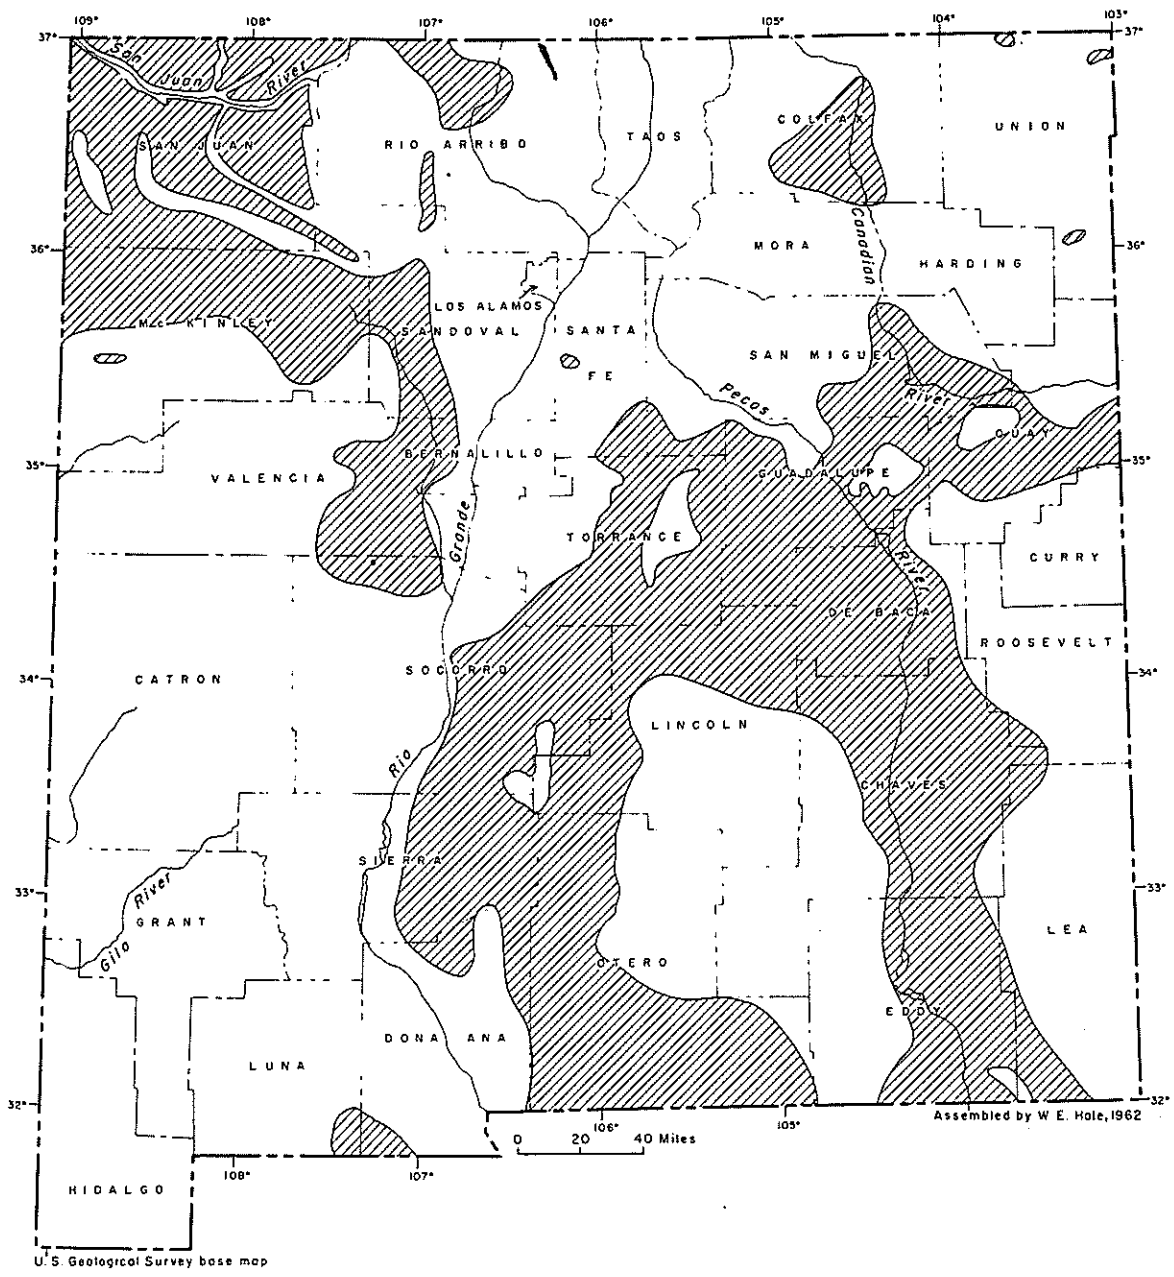 109° 108° 107° 106° 105° 104° 103°
37° 37°
San Juan River
COLFAX
TAOS
UNION
SAN JUAN
RIO ARRIBO
Canadian
MORA
36° 36°
HARDING
LOS ALAMOS
Mc KINLEY
SANDOVAL
SANTA FE
SAN MIGUEL
Pecos
River
QUAY
BERNALILLO
35° 35°
VALENCIA
GUADALUPE
Grande
TORRANCE
CURRY
River
DE BACA
ROOSEVELT
SOCORRO
34° 34°
CATRON
LINCOLN
Rio
CHAVES
SIERRA
33° 33°
River
GRANT
LEA
Gila
OTERO
EDDY
DONA ANA
LUNA
32° 32°
Assembled by W. E. Hale, 1962
106° 105°
0 20 40 Miles
108° 107°
HIDALGO
U. S. Geological Survey base map